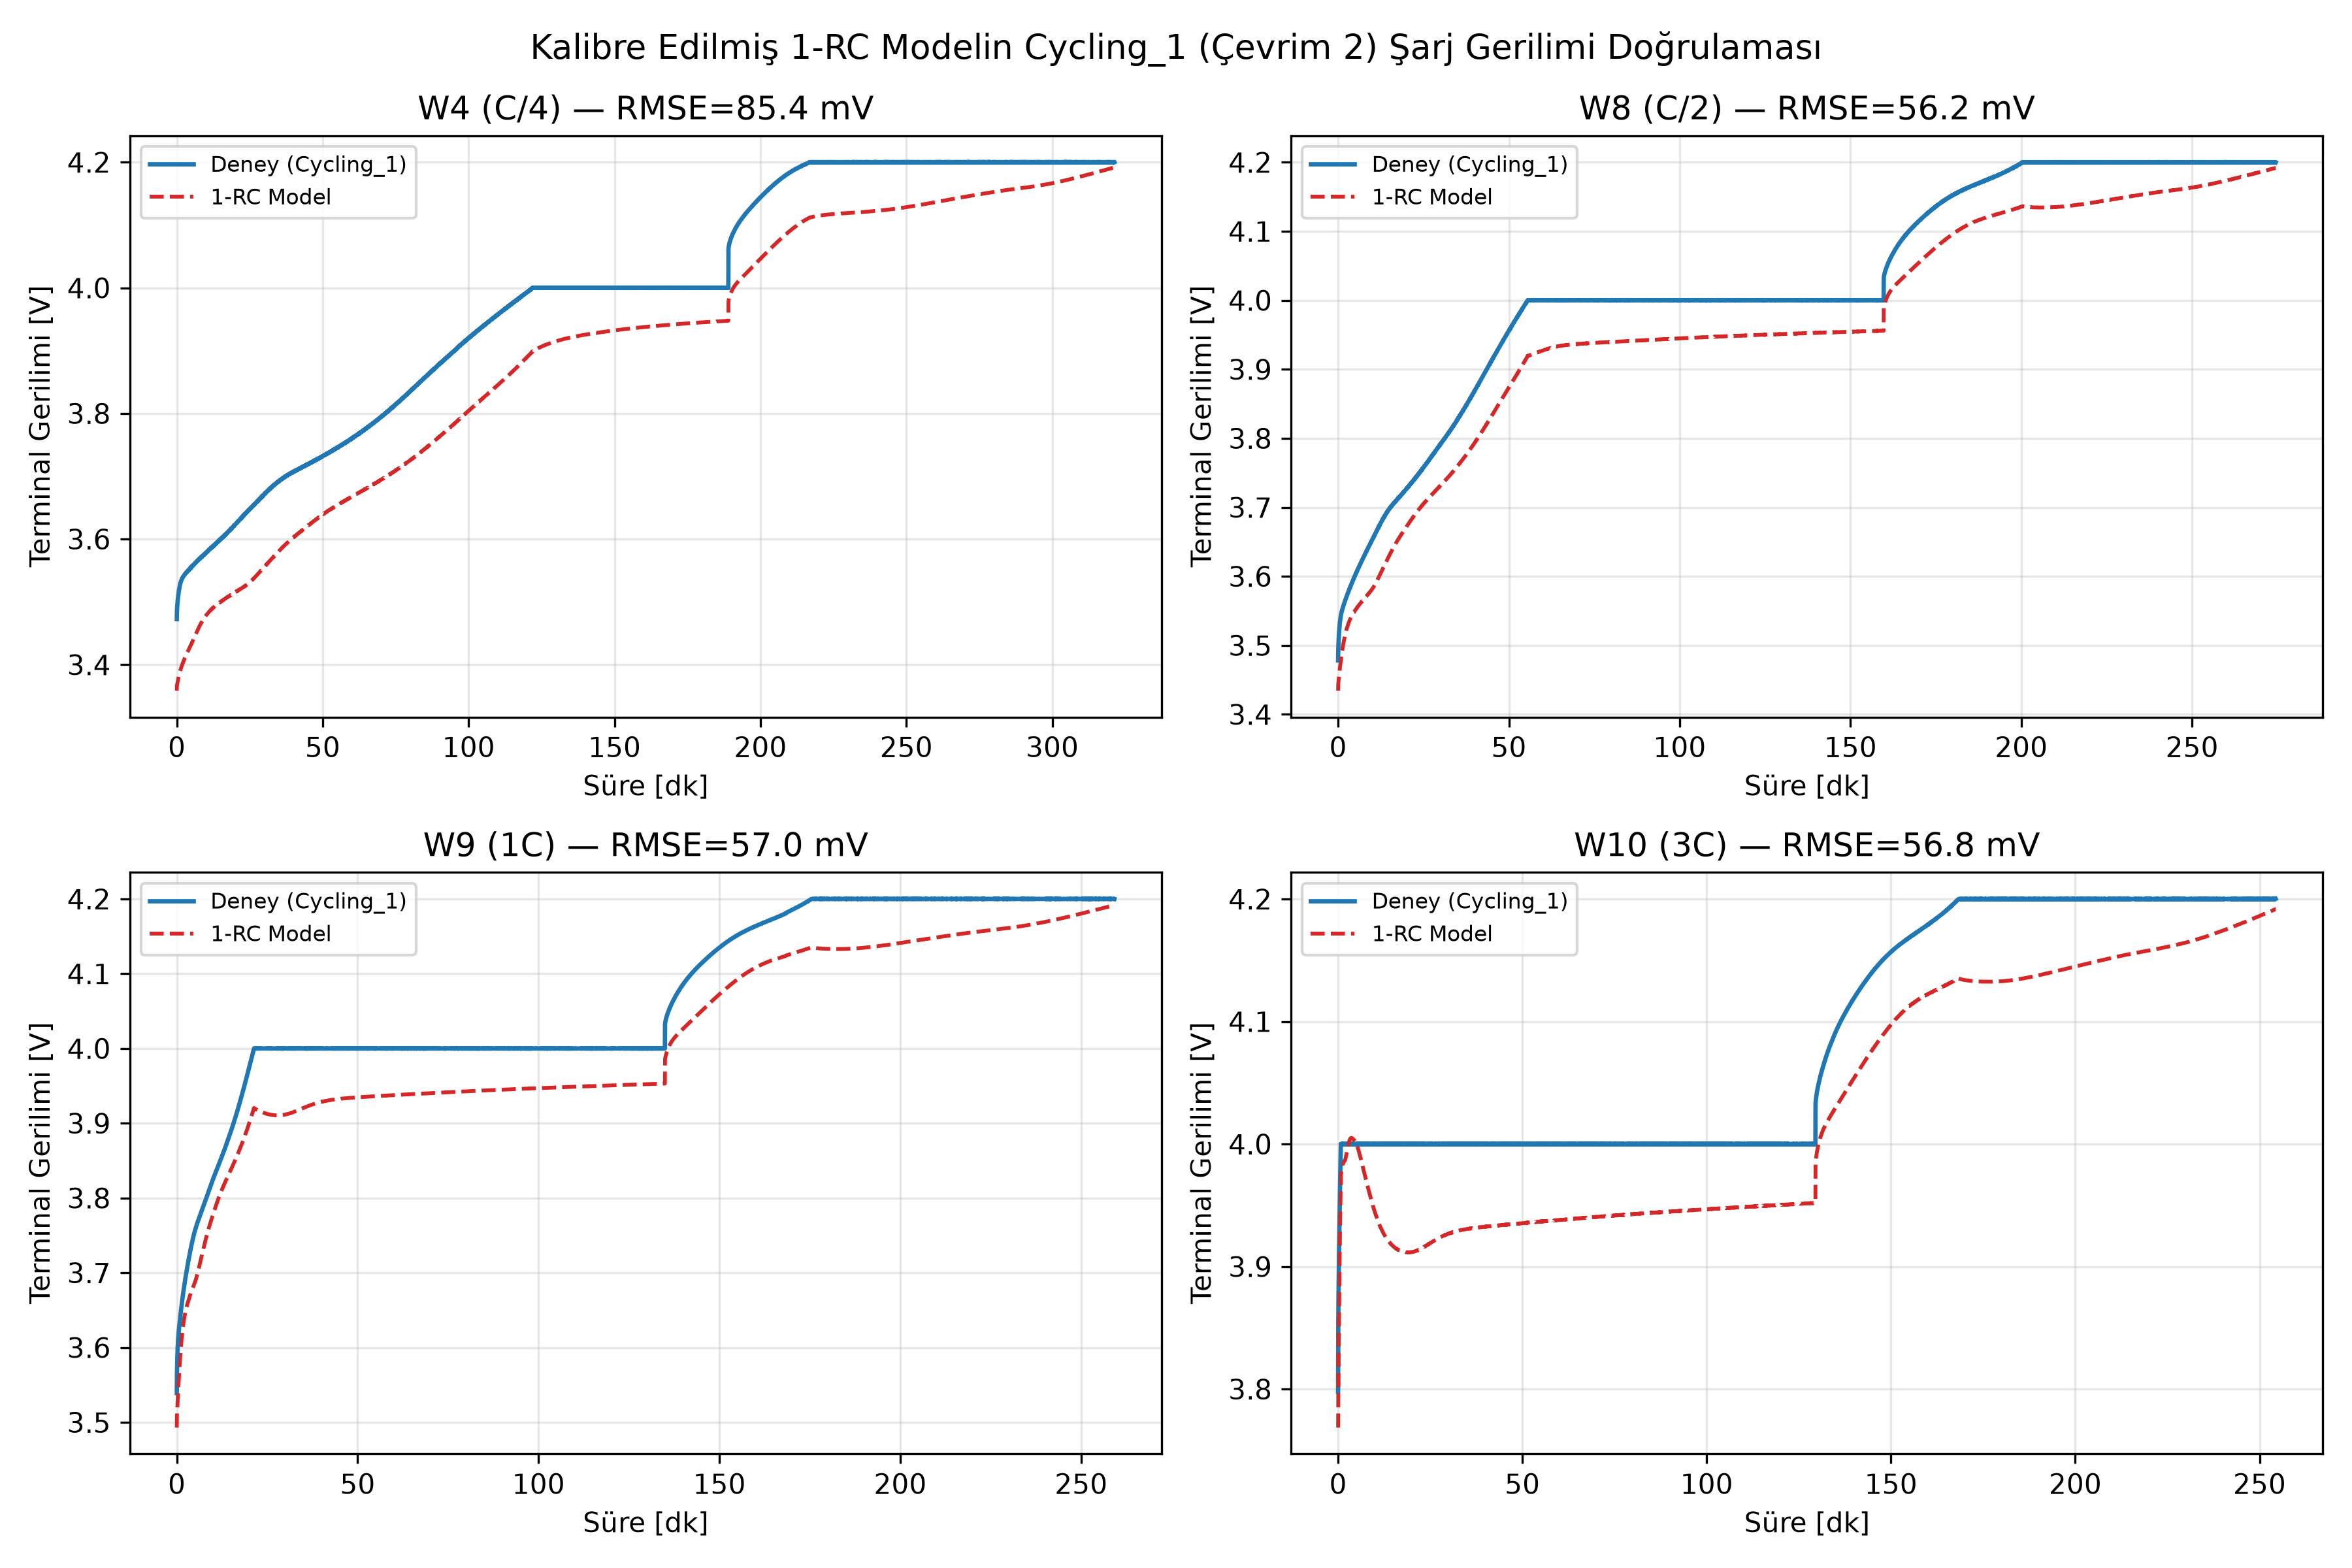 Kalibre Edilmiş 1-RC Modelin Cycling_1 (Çevrim 2) Şarj Gerilimi Doğrulaması
W4 (C/4) — RMSE=85.4 mV
Deney (Cycling_1)
1-RC Model
4.2
4.0
3.8
3.6
3.4
Terminal Gerilimi [V]
0 50 100 150 200 250 300
Süre [dk]
W8 (C/2) — RMSE=56.2 mV
Deney (Cycling_1)
1-RC Model
4.2
4.1
4.0
3.9
3.8
3.7
3.6
3.5
3.4
Terminal Gerilimi [V]
0 50 100 150 200 250
Süre [dk]
W9 (1C) — RMSE=57.0 mV
Deney (Cycling_1)
1-RC Model
4.2
4.1
4.0
3.9
3.8
3.7
3.6
3.5
Terminal Gerilimi [V]
0 50 100 150 200 250
Süre [dk]
W10 (3C) — RMSE=56.8 mV
Deney (Cycling_1)
1-RC Model
4.2
4.1
4.0
3.9
3.8
Terminal Gerilimi [V]
0 50 100 150 200 250
Süre [dk]